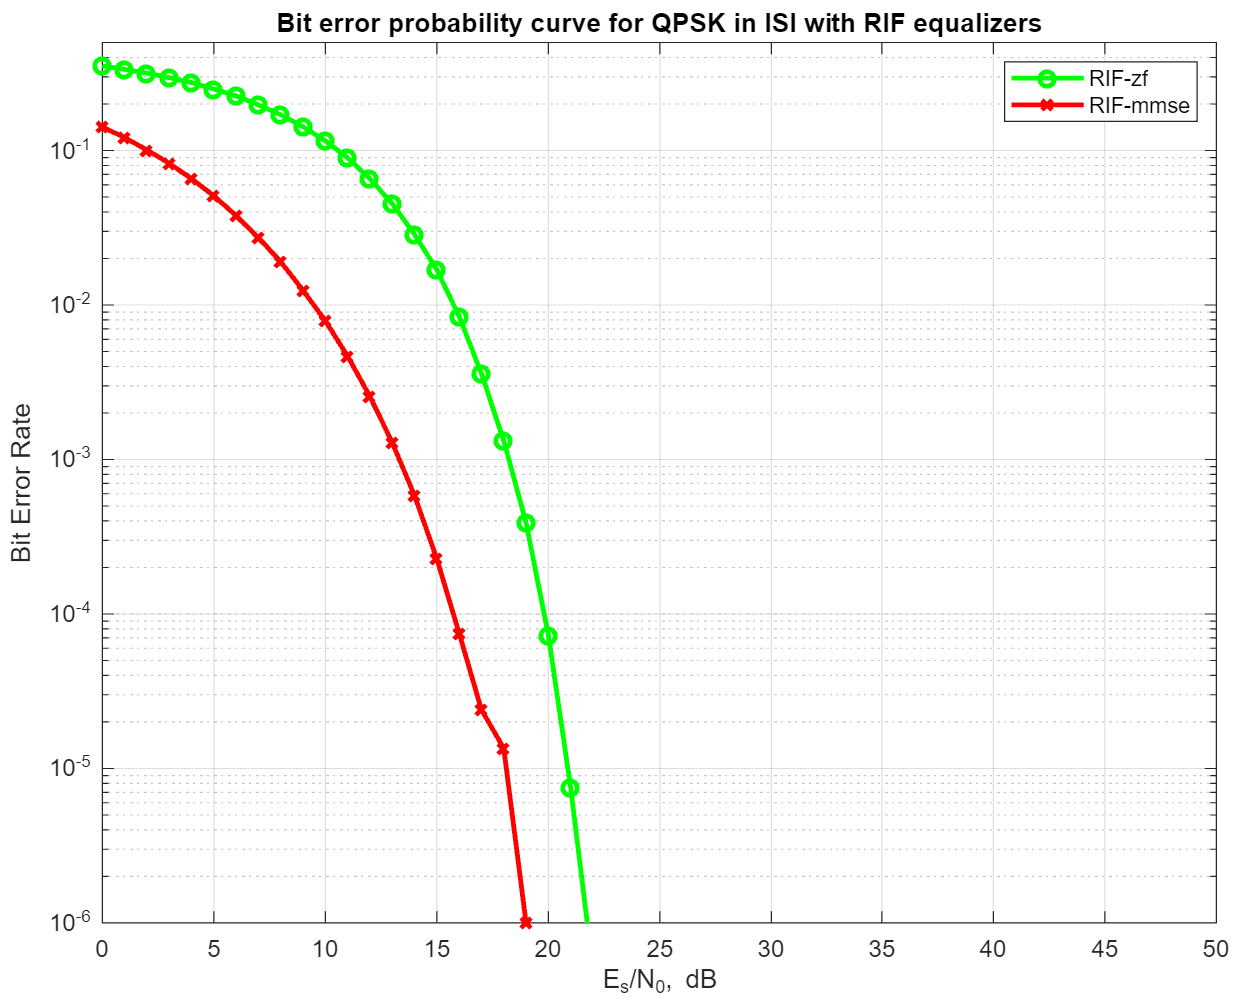 Bit error probability curve for QPSK in ISI with RIF equalizers
RIF-zf
RIF-mmse
10^-1
10^-2
10^-3
10^-4
10^-5
10^-6
Bit Error Rate
0 5 10 15 20 25 30 35 40 45 50
E_s/N_0, dB